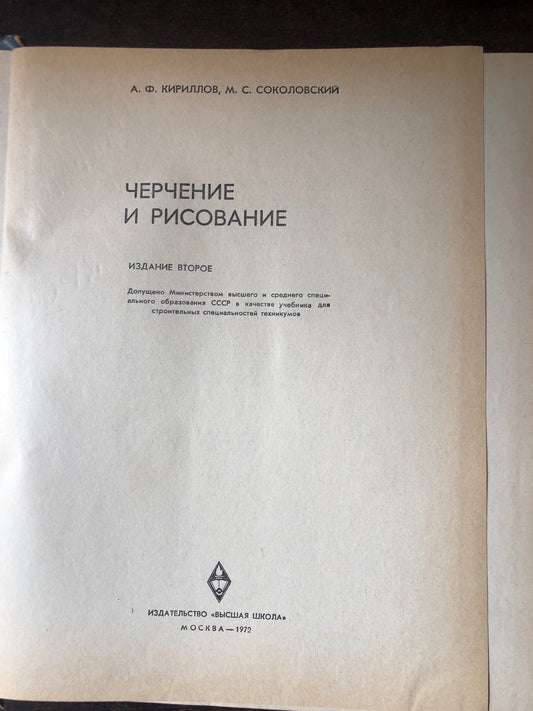 А. Ф. КИРИЛЛОВ, М. С. СОКОЛОВСКИЙ
ЧЕРЧЕНИЕ
И РИСОВАНИЕ
ИЗДАНИЕ ВТОРОЕ
Допущено Министерством высшего и среднего специ-
ального образования СССР в качестве учебника для
строительных специальностей техникумов
ИЗДАТЕЛЬСТВО «ВЫСШАЯ ШКОЛА»
МОСКВА—1972